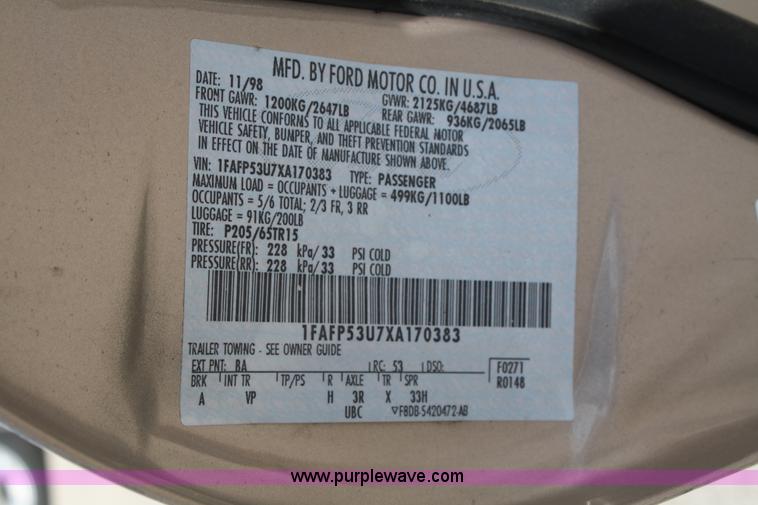 MFD. BY FORD MOTOR CO. IN U.S.A.
DATE: 11/98 GVWR: 2125KG/4687LB
FRONT GAWR: 1200KG/2647LB REAR GAWR: 936KG/2065LB
THIS VEHICLE CONFORMS TO ALL APPLICABLE FEDERAL MOTOR
VEHICLE SAFETY, BUMPER, AND THEFT PREVENTION STANDARDS
IN EFFECT ON THE DATE OF MANUFACTURE SHOWN ABOVE.
VIN: 1FAFP53U7XA170383 TYPE: PASSENGER
MAXIMUM LOAD = OCCUPANTS + LUGGAGE = 499KG/1100LB
OCCUPANTS = 5/6 TOTAL; 2/3 FR, 3 RR
LUGGAGE = 91KG/200LB
TIRE: P205/65TR15
PRESSURE(FR): 228 kPa/33 PSI COLD
PRESSURE(RR): 228 kPa/33 PSI COLD
1FAFP53U7XA170383
TRAILER TOWING - SEE OWNER GUIDE
EXT PNT: BA RC: 53 DSO: F0271
BRK INT TR TP/PS R AXLE TR SPR R0148
A VP H 3R X 33H
UBC ▽F8DB-5420472-AB
www.purplewave.com